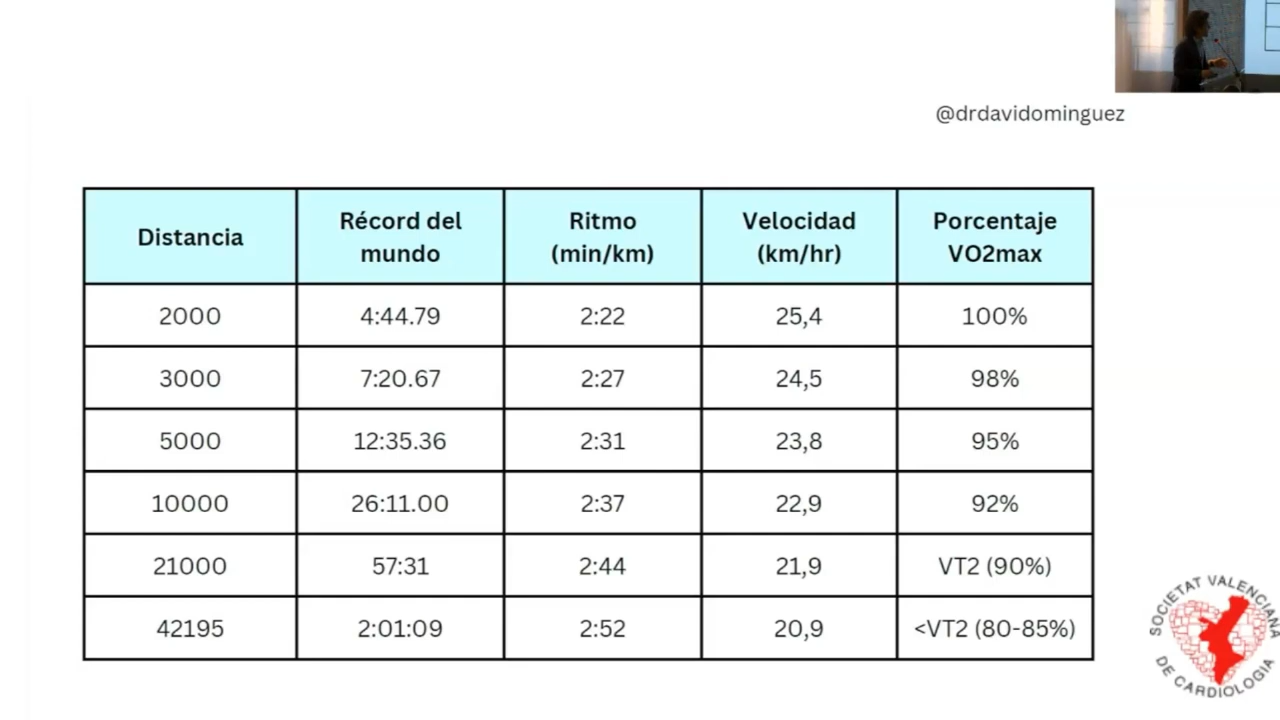 @drdavidominguez
Distancia Récord del mundo Ritmo (min/km) Velocidad (km/hr) Porcentaje VO2max
2000 4:44.79 2:22 25,4 100%
3000 7:20.67 2:27 24,5 98%
5000 12:35.36 2:31 23,8 95%
10000 26:11.00 2:37 22,9 92%
21000 57:31 2:44 21,9 VT2 (90%)
42195 2:01:09 2:52 20,9 <VT2 (80-85%)
SOCIETAT VALENCIANA
DE CARDIOLOGIA